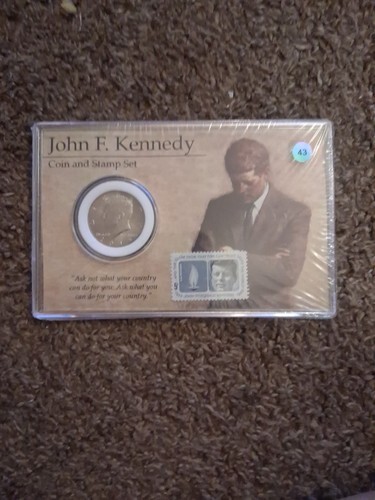 John F. Kennedy
43
Coin and Stamp Set
"Ask not what your country
can do for you. Ask what you
can do for your country."